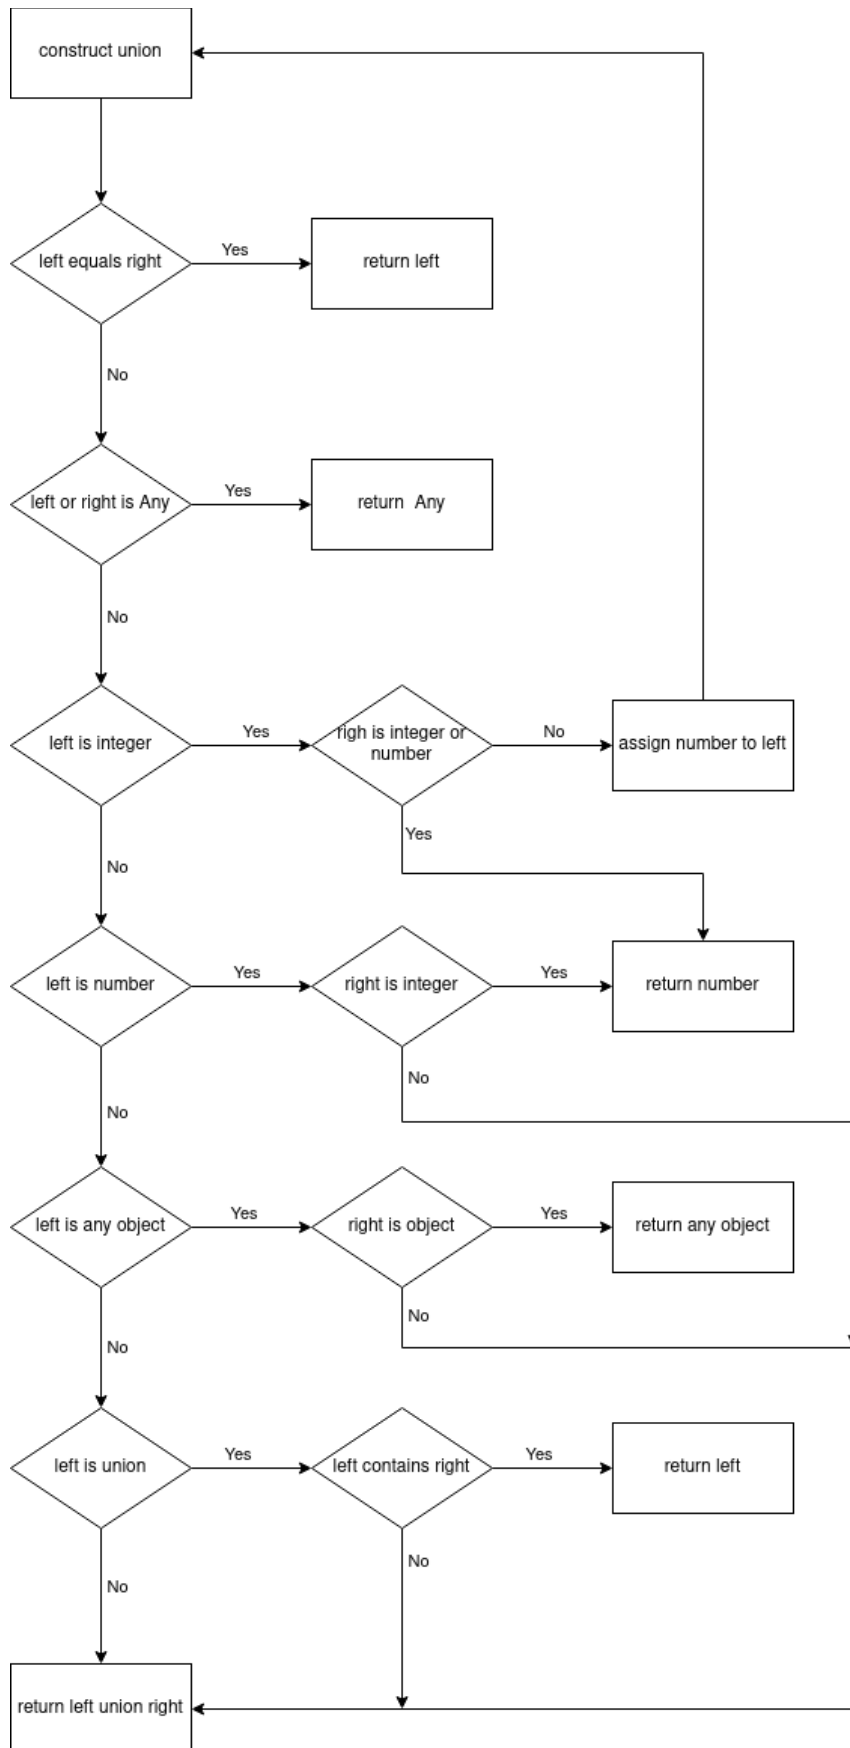 construct union
left equals right
Yes
return left
No
left or right is Any
Yes
return  Any
No
left is integer
Yes
righ is integer or
number
No
assign number to left
Yes
No
left is number
Yes
right is integer
Yes
return number
No
No
left is any object
Yes
right is object
Yes
return any object
No
No
left is union
Yes
left contains right
Yes
return left
No
No
return left union right